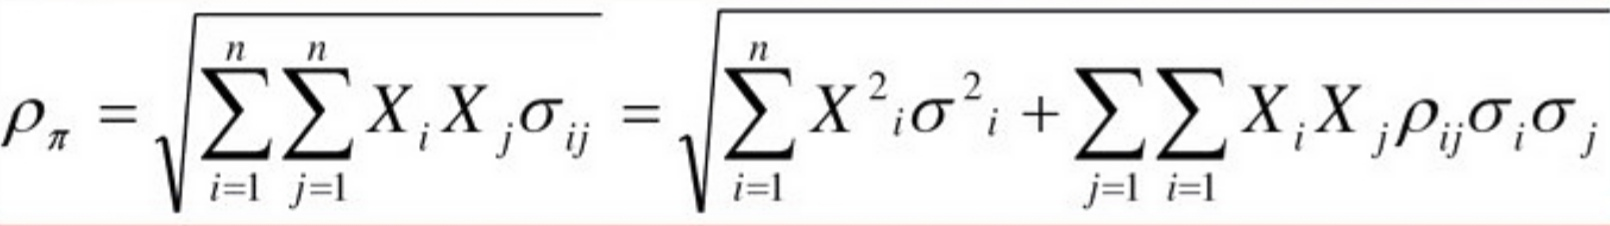 ρ_π = √(∑_{i=1}^{n} ∑_{j=1}^{n} X_i X_j σ_{ij}) = √(∑_{i=1}^{n} X²_i σ²_i + ∑_{j=1} ∑_{i=1} X_i X_j ρ_{ij} σ_i σ_j)